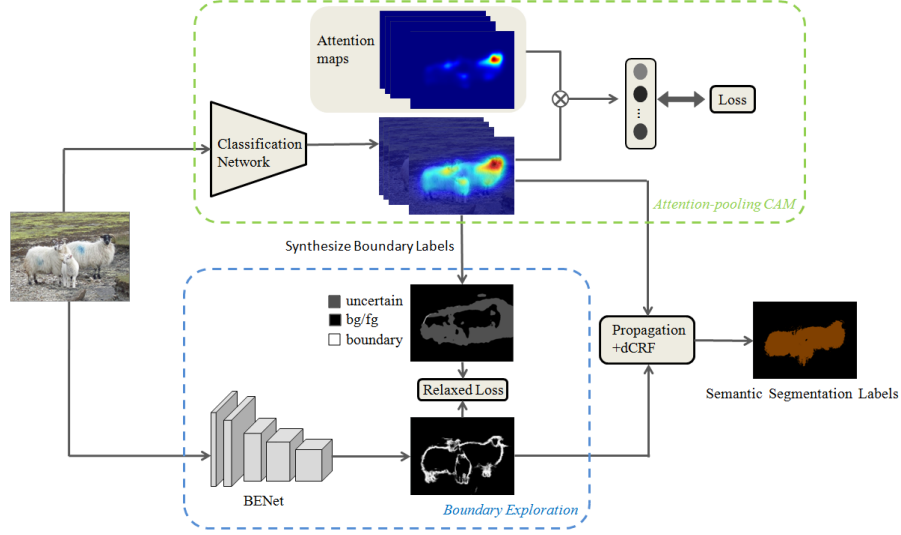 Attention
maps
Classification
Network
...
Loss
Attention-pooling CAM
Synthesize Boundary Labels
uncertain
bg/fg
boundary
Relaxed Loss
BENet
Boundary Exploration
Propagation
+dCRF
Semantic Segmentation Labels